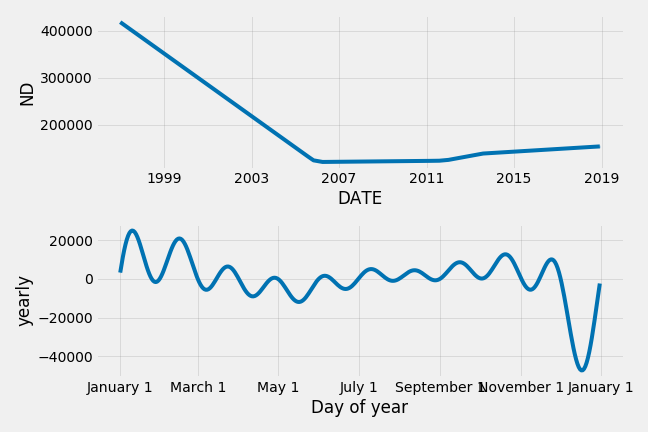 400000
300000
200000
ND
1999 2003 2007 2011 2015 2019
DATE
20000
0
−20000
−40000
yearly
January 1 March 1 May 1 July 1 September 1 November 1 January 1
Day of year